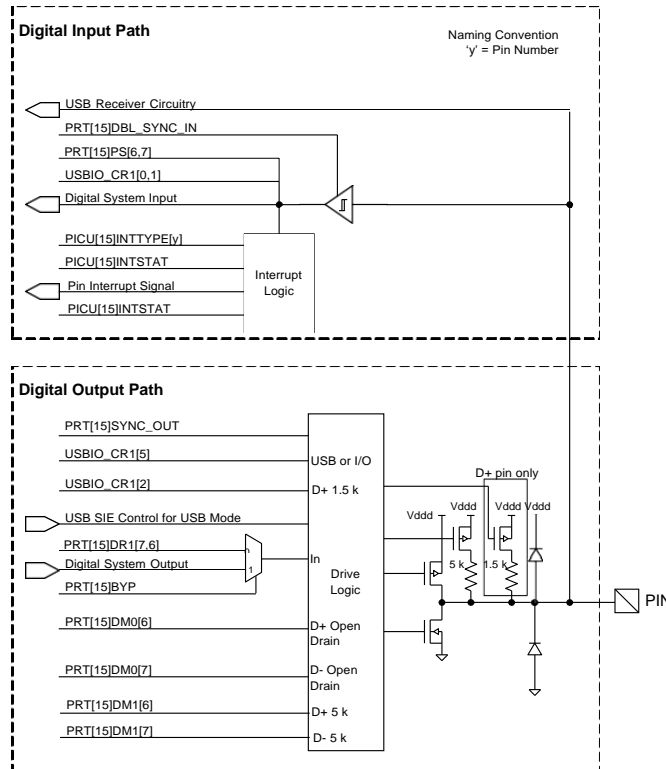 Digital Input Path
Naming Convention
‘y’ = Pin Number
USB Receiver Circuitry
PRT[15]DBL_SYNC_IN
PRT[15]PS[6,7]
USBIO_CR1[0,1]
Digital System Input
PICU[15]INTTYPE[y]
PICU[15]INTSTAT
Pin Interrupt Signal
PICU[15]INTSTAT
Interrupt
Logic
Digital Output Path
PRT[15]SYNC_OUT
USBIO_CR1[5]
USB or I/O
USBIO_CR1[2]
D+ 1.5 k
USB SIE Control for USB Mode
PRT[15]DR1[7,6]
Digital System Output
1
PRT[15]BYP
In
Drive
Logic
PRT[15]DM0[6]
D+ Open
Drain
PRT[15]DM0[7]
D- Open
Drain
PRT[15]DM1[6]
D+ 5 k
PRT[15]DM1[7]
D- 5 k
D+ pin only
Vddd
Vddd
Vddd
Vddd
5 k
1.5 k
PIN